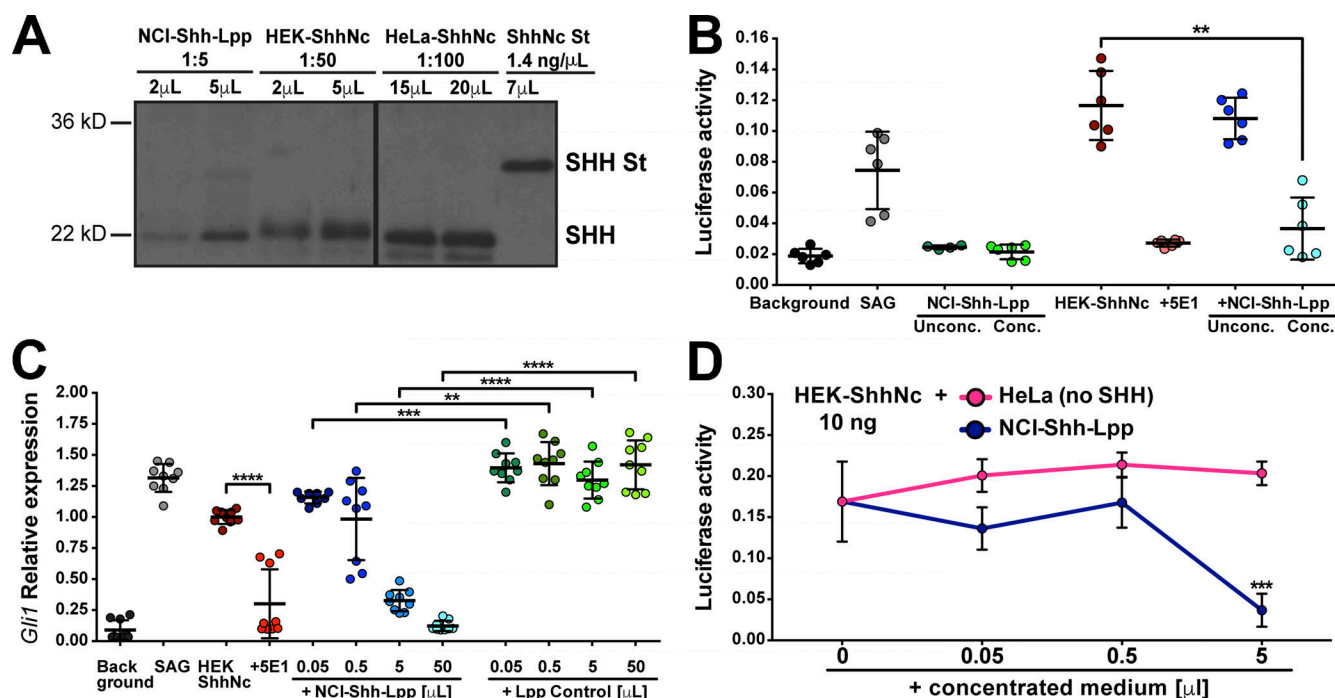 A
NCI-Shh-Lpp HEK-ShhNc HeLa-ShhNc ShhNc St
1:5 1:50 1:100 1.4 ng/µL
2µL 5µL 2µL 5µL 15µL 20µL 7µL
36 kD
SHH St
22 kD
SHH
B
Luciferase activity
0.16
0.14
0.12
0.10
0.08
0.06
0.04
0.02
0.00
**
Background SAG NCI-Shh-Lpp HEK-ShhNc +5E1 +NCI-Shh-Lpp
Unconc. Conc. Unconc. Conc.
C
Gli1 Relative expression
2.00
1.75
1.50
1.25
1.00
0.75
0.50
0.25
0.00
****
****
**
***
****
Back ground SAG HEK ShhNc +5E1 0.05 0.5 5 50 0.05 0.5 5 50
+ NCI-Shh-Lpp [µL] + Lpp Control [µL]
D
Luciferase activity
0.30
0.25
0.20
0.15
0.10
0.05
0.00
HEK-ShhNc + HeLa (no SHH)
10 ng NCI-Shh-Lpp
***
0 0.05 0.5 5
+ concentrated medium [µl]